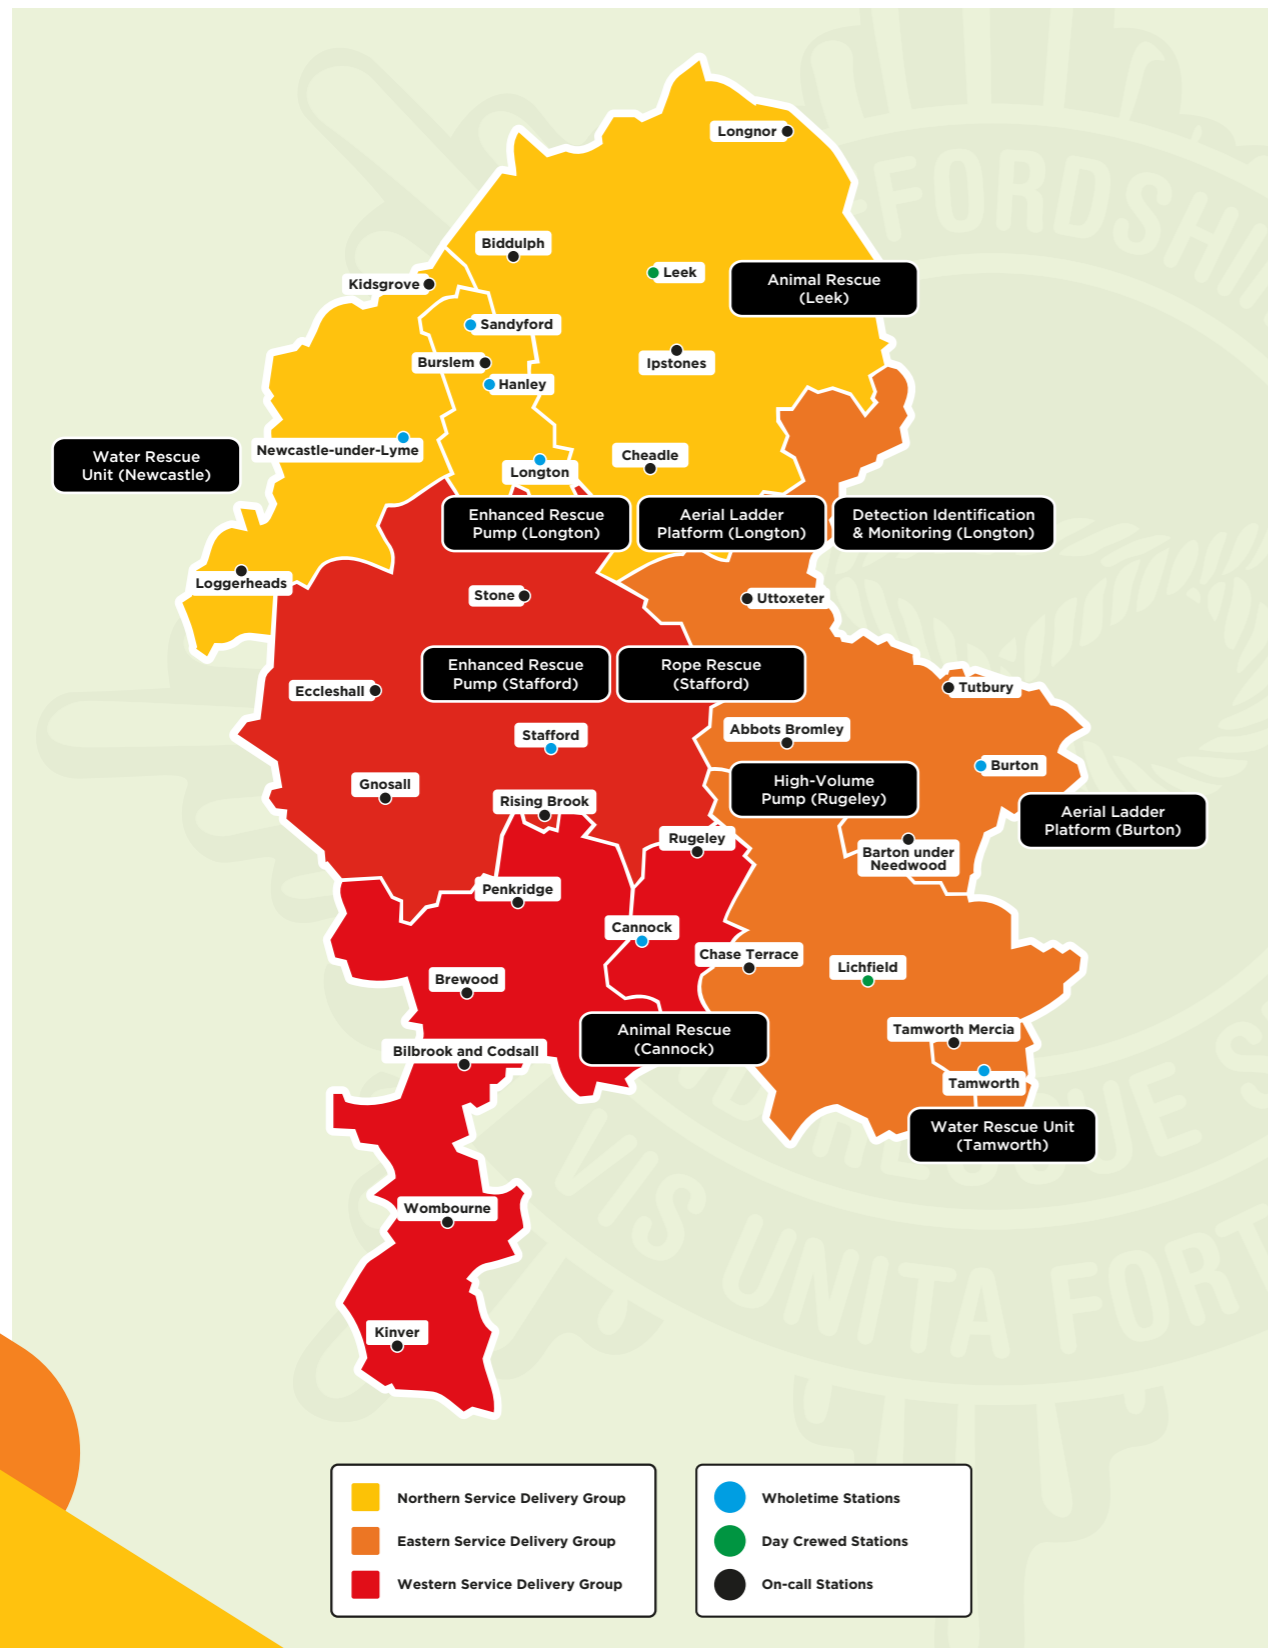 Longnor
Biddulph
Leek
Animal Rescue
(Leek)
Kidsgrove
Sandyford
Burslem
Ipstones
Hanley
Newcastle-under-Lyme
Water Rescue
Unit (Newcastle)
Cheadle
Longton
Enhanced Rescue
Pump (Longton)
Aerial Ladder
Platform (Longton)
Detection Identification
& Monitoring (Longton)
Loggerheads
Stone
Uttoxeter
Enhanced Rescue
Pump (Stafford)
Rope Rescue
(Stafford)
Eccleshall
Tutbury
Stafford
Abbots Bromley
Burton
Gnosall
High-Volume
Pump (Rugeley)
Rising Brook
Aerial Ladder
Platform (Burton)
Rugeley
Barton under
Needwood
Penkridge
Cannock
Chase Terrace
Lichfield
Brewood
Animal Rescue
(Cannock)
Tamworth Mercia
Bilbrook and Codsall
Tamworth
Water Rescue Unit
(Tamworth)
Wombourne
Kinver
Northern Service Delivery Group
Eastern Service Delivery Group
Western Service Delivery Group
Wholetime Stations
Day Crewed Stations
On-call Stations
VIS UNITA FORT